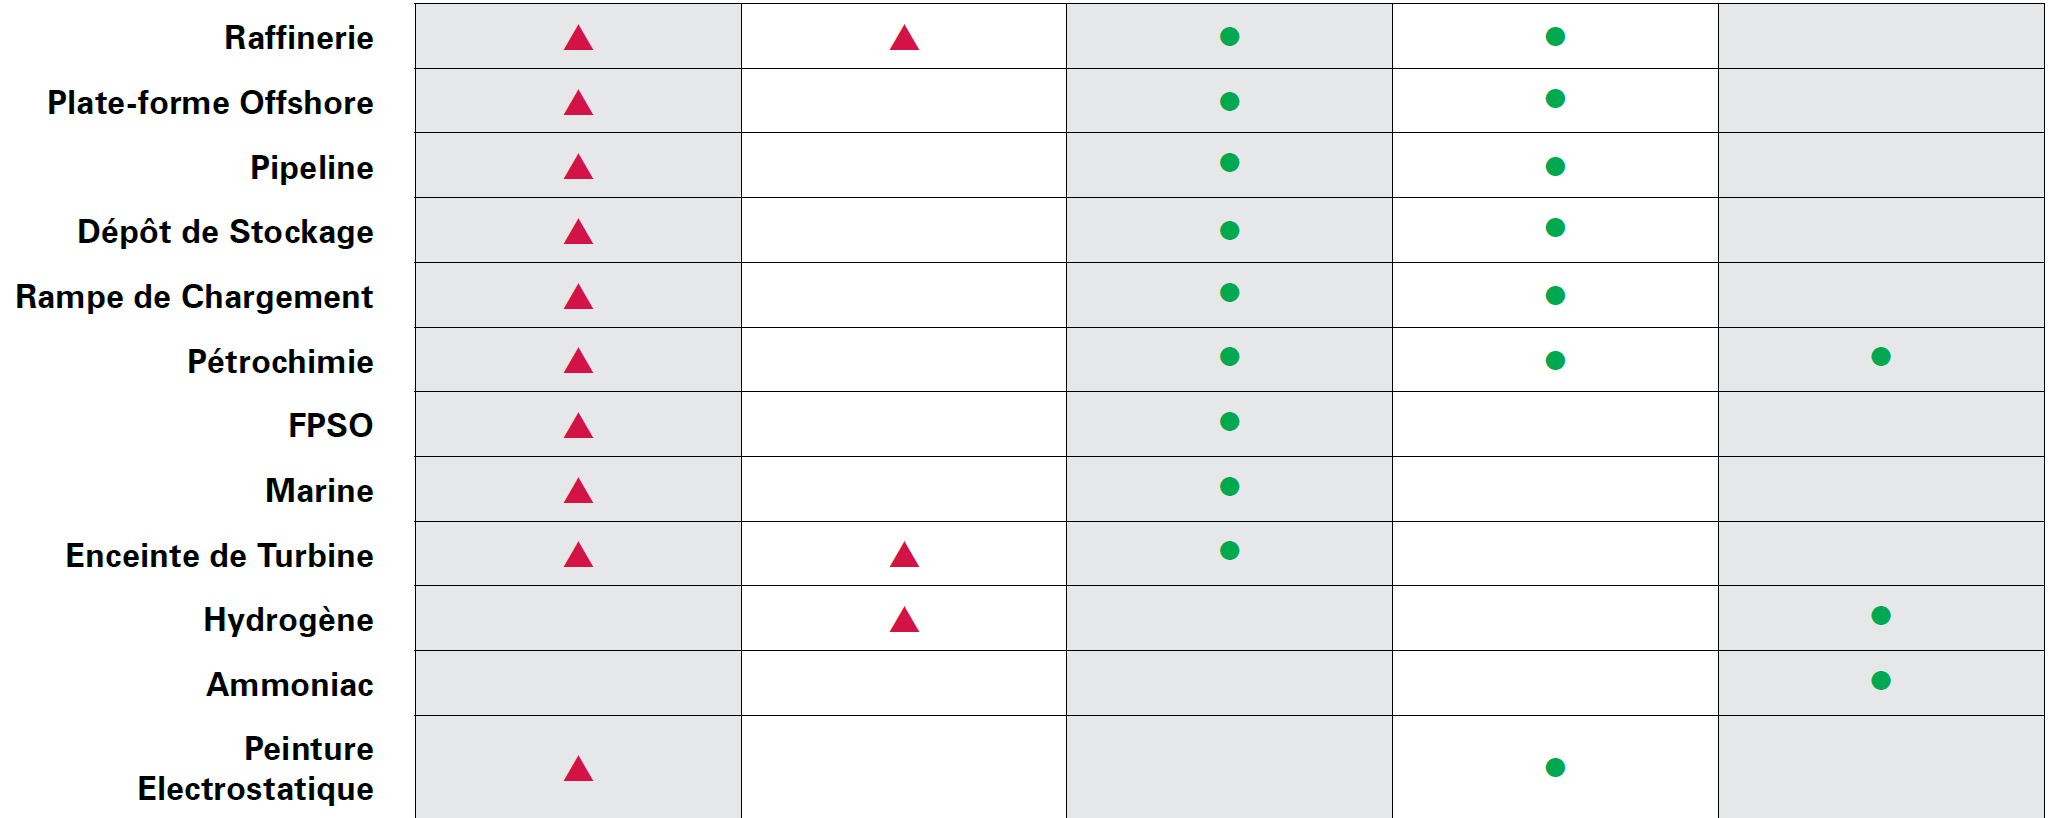 Raffinerie
Plate-forme Offshore
Pipeline
Dépôt de Stockage
Rampe de Chargement
Pétrochimie
FPSO
Marine
Enceinte de Turbine
Hydrogène
Ammoniac
Peinture
Electrostatique